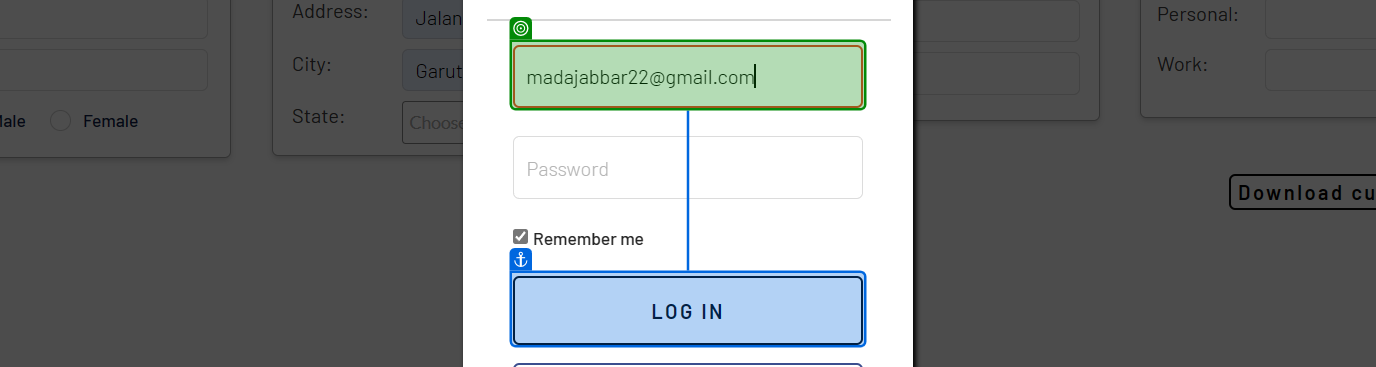 Address:
Jalan
Personal:
City:
Garut
madajabbar22@gmail.com
Work:
State:
Choose
Male
Female
Password
Download cu
Remember me
LOG IN